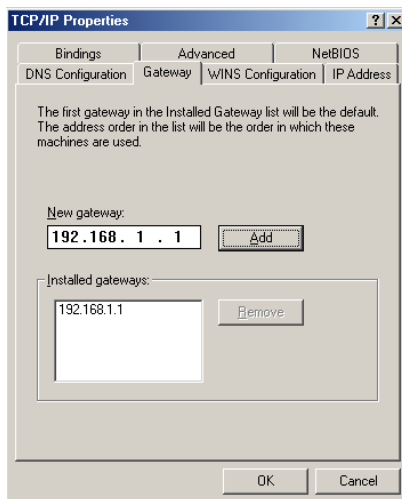 TCP/IP Properties
Bindings Advanced NetBIOS
DNS Configuration Gateway WINS Configuration IP Address
The first gateway in the Installed Gateway list will be the default.
The address order in the list will be the order in which these
machines are used.
New gateway:
192.168. 1 . 1 Add
Installed gateways:
192.168.1.1 Remove
OK Cancel